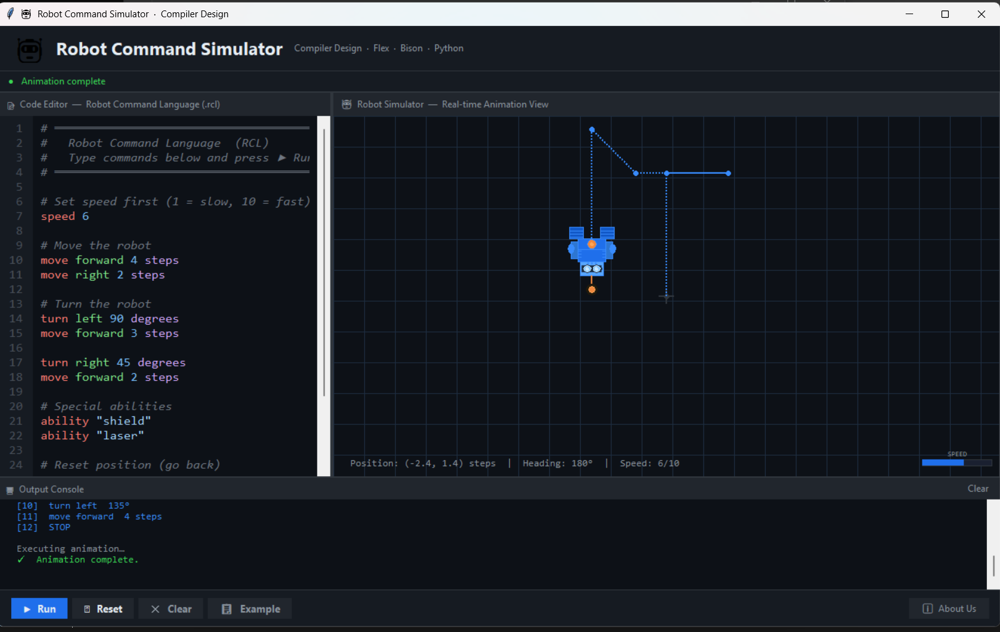 Robot Command Simulator · Compiler Design
Robot Command Simulator Compiler Design · Flex · Bison · Python
● Animation complete
Code Editor — Robot Command Language (.rcl)
1 # ══════════════════════════════
2 # Robot Command Language (RCL)
3 # Type commands below and press ▶ Run
4 # ══════════════════════════════
5
6 # Set speed first (1 = slow, 10 = fast)
7 speed 6
8
9 # Move the robot
10 move forward 4 steps
11 move right 2 steps
12
13 # Turn the robot
14 turn left 90 degrees
15 move forward 3 steps
16
17 turn right 45 degrees
18 move forward 2 steps
19
20 # Special abilities
21 ability "shield"
22 ability "laser"
23
24 # Reset position (go back)
Robot Simulator — Real-time Animation View
Position: (-2.4, 1.4) steps | Heading: 180° | Speed: 6/10
SPEED
Output Console
Clear
[10] turn left 135°
[11] move forward 4 steps
[12] STOP
Executing animation…
✓ Animation complete.
▶ Run
Reset
✕ Clear
Example
About Us